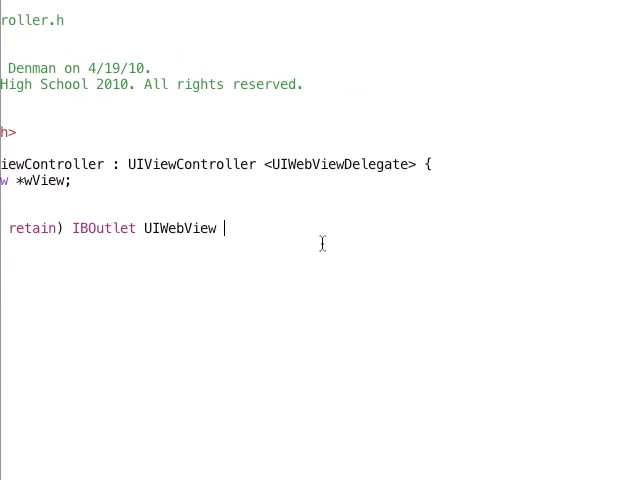 roller.h
Denman on 4/19/10.
High School 2010. All rights reserved.
h>
iewController : UIViewController <UIWebViewDelegate> {
w *wView;
retain) IBOutlet UIWebView